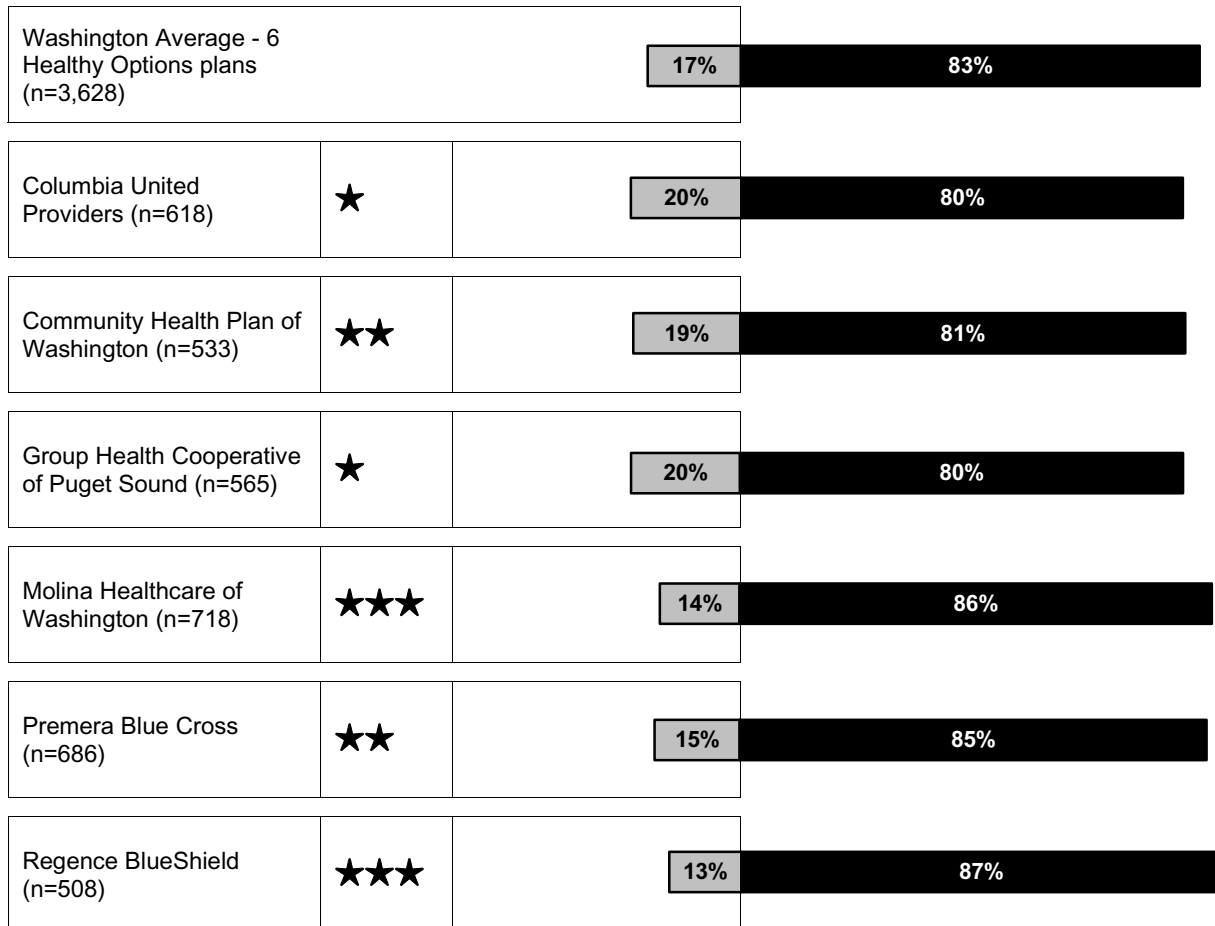 Washington Average - 6
Healthy Options plans
(n=3,628)
17%
83%
Columbia United
Providers (n=618)
20%
80%
Community Health Plan of
Washington (n=533)
19%
81%
Group Health Cooperative
of Puget Sound (n=565)
20%
80%
Molina Healthcare of
Washington (n=718)
14%
86%
Premera Blue Cross
(n=686)
15%
85%
Regence BlueShield
(n=508)
13%
87%